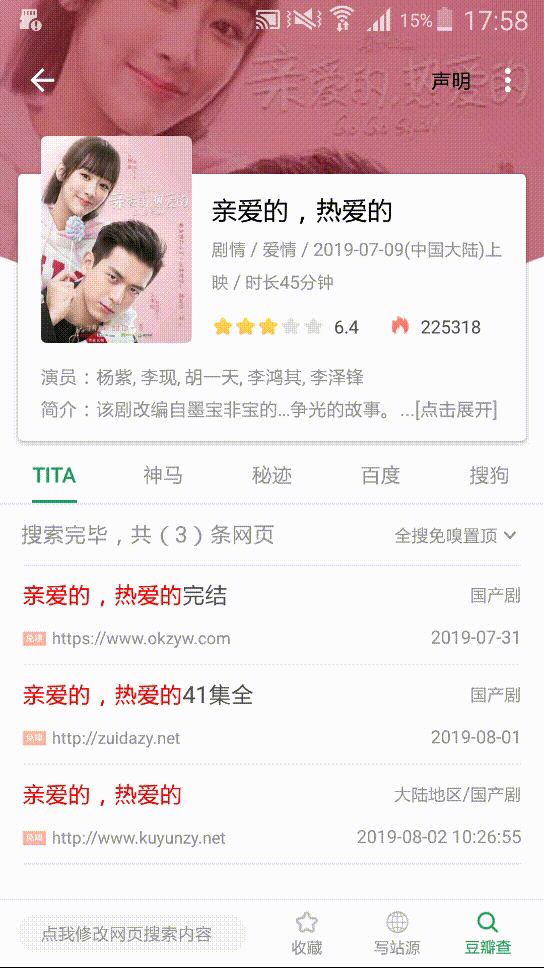 15% 17:58
声明
亲爱的，热爱的
亲爱的，热爱的
剧情 / 爱情 / 2019-07-09(中国大陆)上
映 / 时长45分钟
6.4 225318
演员：杨紫, 李现, 胡一天, 李鸿其, 李泽锋
简介：该剧改编自墨宝非宝的...争光的故事。 ...[点击展开]
TITA 神马 秘迹 百度 搜狗
搜索完毕，共（3）条网页 全搜免嗅置顶
亲爱的，热爱的完结 国产剧
免嗅 https://www.okzyw.com 2019-07-31
亲爱的，热爱的41集全 国产剧
免嗅 http://zuidazy.net 2019-08-01
亲爱的，热爱的 大陆地区/国产剧
免嗅 http://www.kuyunzy.net 2019-08-02 10:26:55
点我修改网页搜索内容 收藏 写站源 豆瓣查